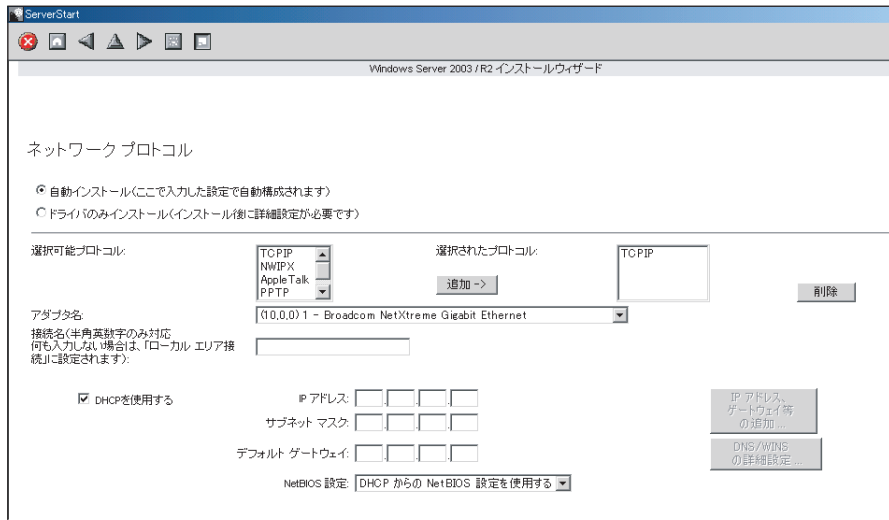 ServerStart
Windows Server 2003 / R2 インストールウィザード
ネットワーク プロトコル
自動インストール(ここで入力した設定で自動構成されます)
ドライバのみインストール(インストール後に詳細設定が必要です)
選択可能プロトコル:
TCPIP
NWIPX
AppleTalk
PPTP
追加 ->
選択されたプロトコル:
TCPIP
削除
アダプタ名:
(10,0,0) 1 - Broadcom NetXtreme Gigabit Ethernet
接続名(半角英数字のみ対応
何も入力しない場合は、「ローカル エリア接
続」に設定されます):
DHCPを使用する
IP アドレス:
サブネット マスク:
デフォルト ゲートウェイ:
NetBIOS 設定:
DHCP からの NetBIOS 設定を使用する
IP アドレス、
ゲートウェイ等
の追加 ...
DNS/WINS
の詳細設定 ...